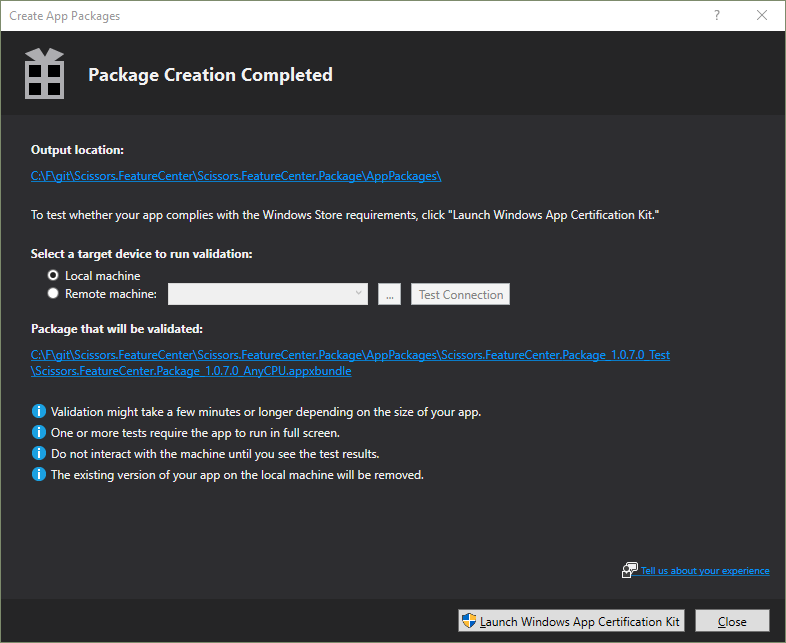 Create App Packages
?
Package Creation Completed
Output location:
C:\F\git\Scissors.FeatureCenter\Scissors.FeatureCenter.Package\AppPackages\
To test whether your app complies with the Windows Store requirements, click "Launch Windows App Certification Kit."
Select a target device to run validation:
Local machine
Remote machine:
...
Test Connection
Package that will be validated:
C:\F\git\Scissors.FeatureCenter\Scissors.FeatureCenter.Package\AppPackages\Scissors.FeatureCenter.Package_1.0.7.0_Test
\Scissors.FeatureCenter.Package_1.0.7.0_AnyCPU.appxbundle
Validation might take a few minutes or longer depending on the size of your app.
One or more tests require the app to run in full screen.
Do not interact with the machine until you see the test results.
The existing version of your app on the local machine will be removed.
Tell us about your experience
Launch Windows App Certification Kit
Close